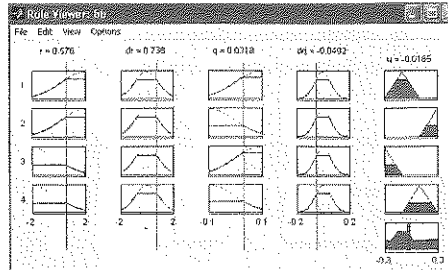 Rule Viewer: 6u
File Edit View Options
r = 0.576 dr = 0.738 q = 0.0318 dq = -0.0492 u = -0.0185
1
2
3
4
-2 2 -2 2 -0.1 0.1 -0.2 0.2
-0.3 0.3